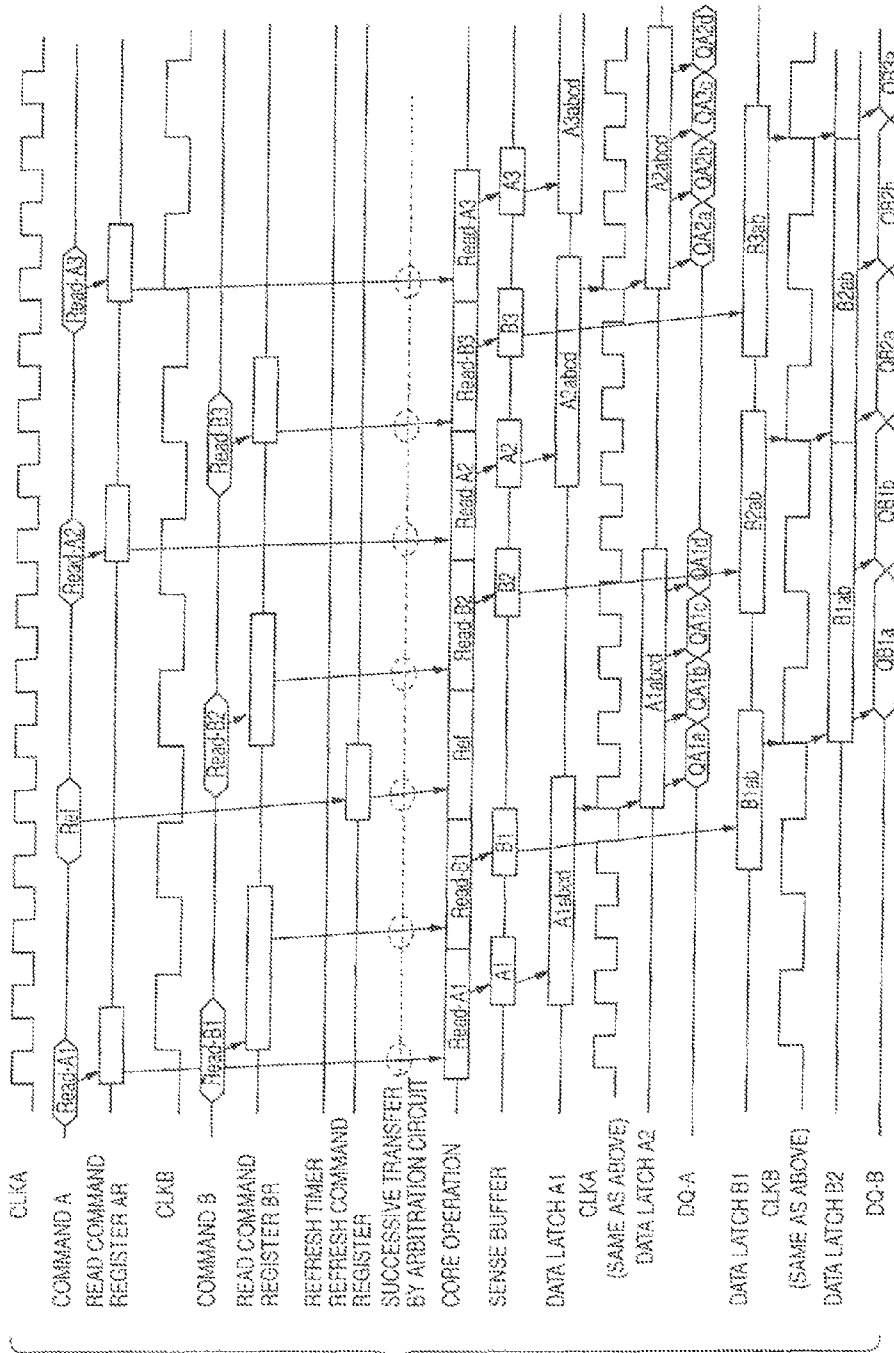 CLKA
COMMAND A
Read-A1
Ref
Read-A2
Read-A3
READ COMMAND
REGISTER AR
CLKB
COMMAND B
Read-B1
Read-B2
Read-B3
READ COMMAND
REGISTER BR
REFRESH TIMER
REFRESH COMMAND
REGISTER
SUCCESSIVE TRANSFER
BY ARBITRATION CIRCUIT
CORE OPERATION
Read-A1
Read-B1
Ref
Read-B2
Read-A2
Read-B3
Read-A3
SENSE BUFFER
A1
B1
B2
A2
B3
A3
DATA LATCH A1
A1abcd
A2abcd
A3abcd
CLKA
(SAME AS ABOVE)
DATA LATCH A2
A1abcd
A2abcd
DQ-A
QA1a
QA1b
QA1c
QA1d
QA2a
QA2b
QA2c
QA2d
DATA LATCH B1
B1ab
B2ab
B3ab
CLKB
(SAME AS ABOVE)
DATA LATCH B2
B1ab
B2ab
DQ-B
QB1a
QB1b
QB2a
QB2b
QB3a